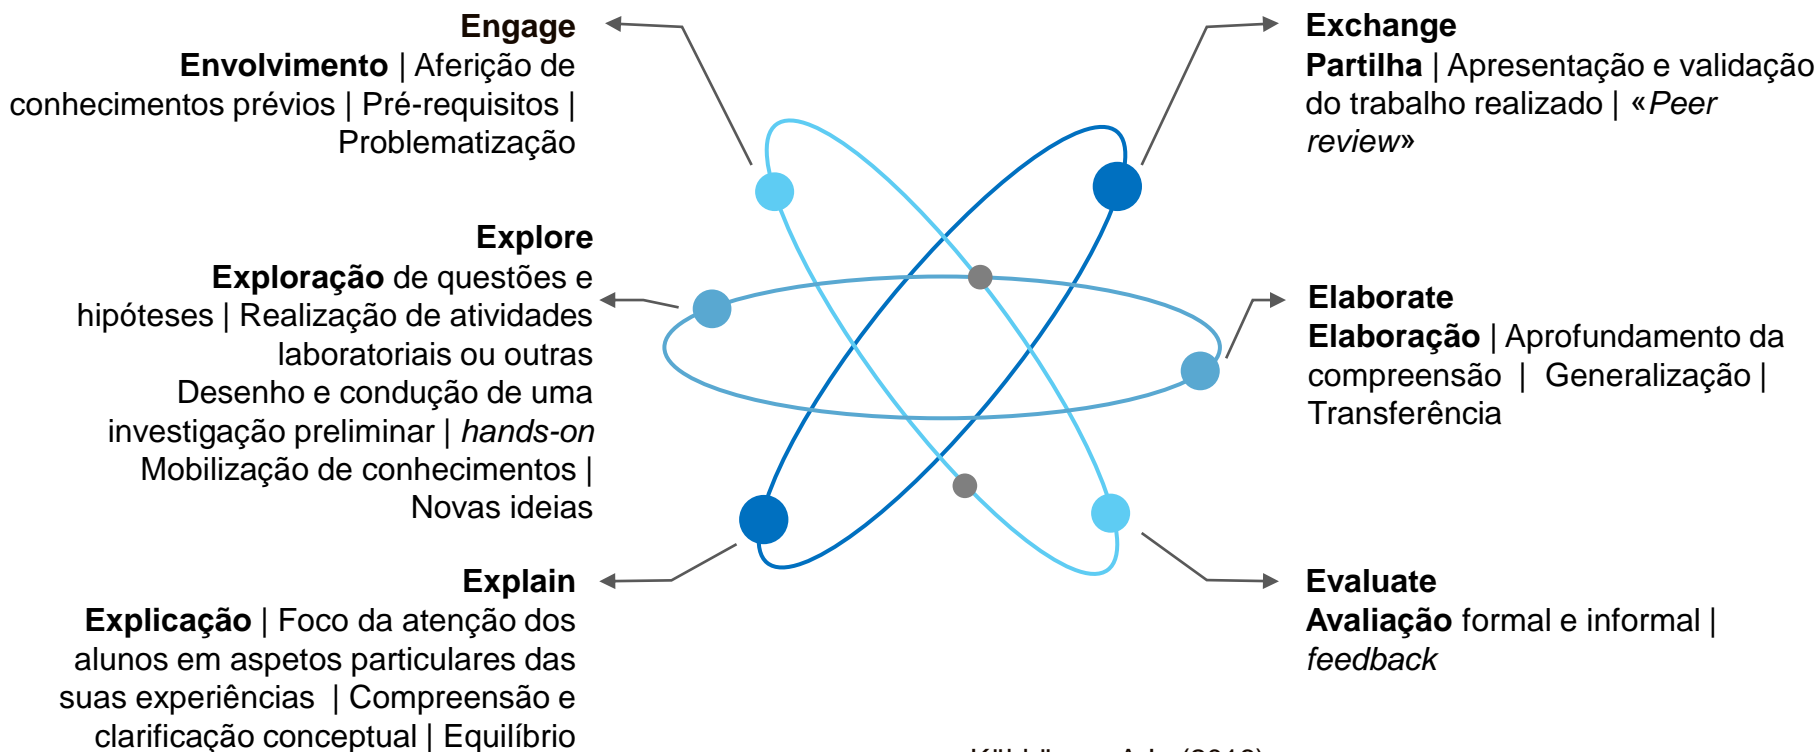 Engage
Envolvimento | Aferição de
conhecimentos prévios | Pré-requisitos |
Problematização
Explore
Exploração de questões e
hipóteses | Realização de atividades
laboratoriais ou outras
Desenho e condução de uma
investigação preliminar | hands-on
Mobilização de conhecimentos |
Novas ideias
Explain
Explicação | Foco da atenção dos
alunos em aspetos particulares das
suas experiências | Compreensão e
clarificação conceptual | Equilíbrio
Exchange
Partilha | Apresentação e validação
do trabalho realizado | «Peer
review»
Elaborate
Elaboração | Aprofundamento da
compreensão | Generalização |
Transferência
Evaluate
Avaliação formal e informal |
feedback